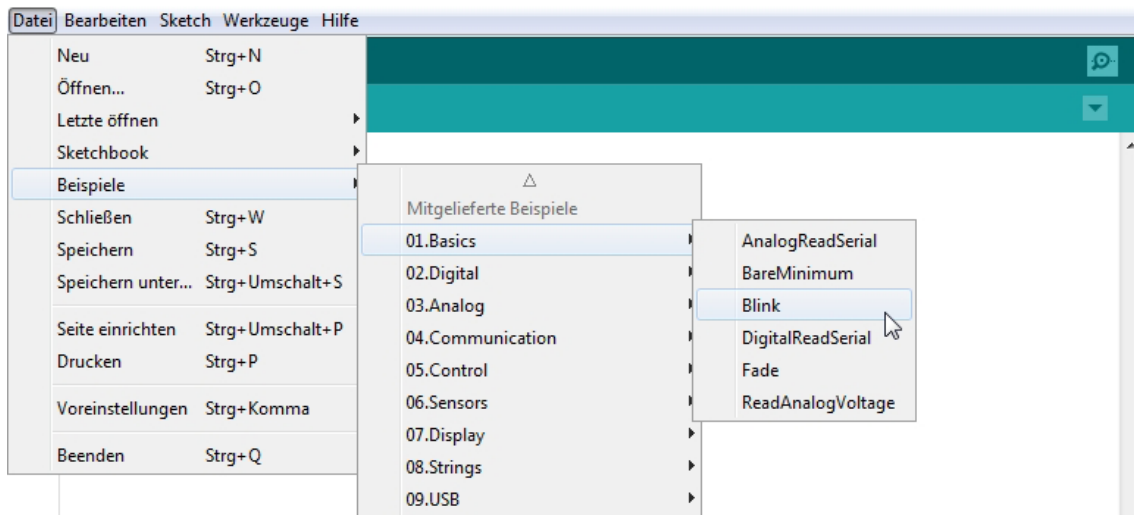 Datei Bearbeiten Sketch Werkzeuge Hilfe
Neu Strg+N
Öffnen... Strg+O
Letzte öffnen
Sketchbook
Beispiele
Schließen Strg+W
Speichern Strg+S
Speichern unter... Strg+Umschalt+S
Seite einrichten Strg+Umschalt+P
Drucken Strg+P
Voreinstellungen Strg+Komma
Beenden Strg+Q
Mitgelieferte Beispiele
01.Basics
02.Digital
03.Analog
04.Communication
05.Control
06.Sensors
07.Display
08.Strings
09.USB
AnalogReadSerial
BareMinimum
Blink
DigitalReadSerial
Fade
ReadAnalogVoltage